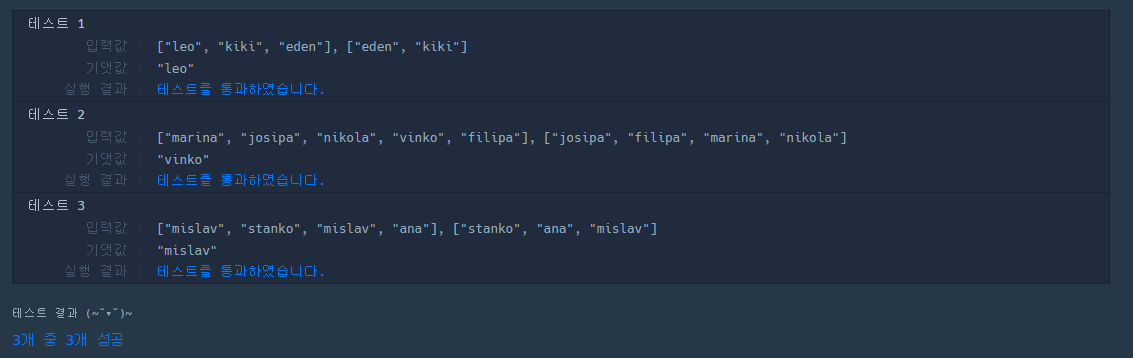 테스트 1
입력값 > ["leo", "kiki", "eden"], ["eden", "kiki"]
기댓값 > "leo"
실행 결과 > 테스트를 통과하였습니다.
테스트 2
입력값 > ["marina", "josipa", "nikola", "vinko", "filipa"], ["josipa", "filipa", "marina", "nikola"]
기댓값 > "vinko"
실행 결과 > 테스트를 통과하였습니다.
테스트 3
입력값 > ["mislav", "stanko", "mislav", "ana"], ["stanko", "ana", "mislav"]
기댓값 > "mislav"
실행 결과 > 테스트를 통과하였습니다.
테스트 결과 (~˘▾˘)~
3개 중 3개 성공